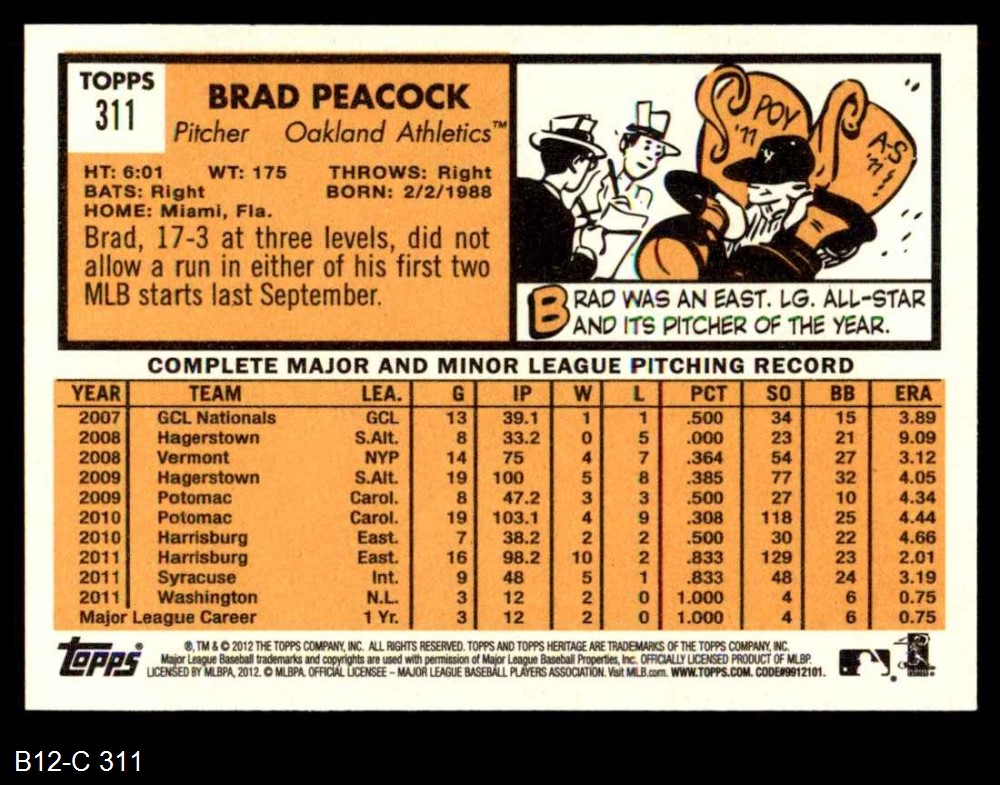 TOPPS
311
BRAD PEACOCK
Pitcher Oakland Athletics™
HT: 6:01 WT: 175 THROWS: Right
BATS: Right BORN: 2/2/1988
HOME: Miami, Fla.
Brad, 17-3 at three levels, did not
allow a run in either of his first two
MLB starts last September.
POY
'11
A-S
'11
BRAD WAS AN EAST. LG. ALL-STAR
AND ITS PITCHER OF THE YEAR.
COMPLETE MAJOR AND MINOR LEAGUE PITCHING RECORD
YEAR TEAM LEA. G IP W L PCT SO BB ERA
2007 GCL Nationals GCL 13 39.1 1 1 .500 34 15 3.89
2008 Hagerstown S.Alt. 8 33.2 0 5 .000 23 21 9.09
2008 Vermont NYP 14 75 4 7 .364 54 27 3.12
2009 Hagerstown S.Alt. 19 100 5 8 .385 77 32 4.05
2009 Potomac Carol. 8 47.2 3 3 .500 27 10 4.34
2010 Potomac Carol. 19 103.1 4 9 .308 118 25 4.44
2010 Harrisburg East. 7 38.2 2 2 .500 30 22 4.66
2011 Harrisburg East. 16 98.2 10 2 .833 129 23 2.01
2011 Syracuse Int. 9 48 5 1 .833 48 24 3.19
2011 Washington N.L. 3 12 2 0 1.000 4 6 0.75
Major League Career 1 Yr. 3 12 2 0 1.000 4 6 0.75
Topps®
®, TM & © 2012 THE TOPPS COMPANY, INC. ALL RIGHTS RESERVED. TOPPS AND TOPPS HERITAGE ARE TRADEMARKS OF THE TOPPS COMPANY, INC.
Major League Baseball trademarks and copyrights are used with permission of Major League Baseball Properties, Inc. OFFICIALLY LICENSED PRODUCT OF MLBP.
LICENSED BY MLBPA, 2012. © MLBPA. OFFICIAL LICENSEE – MAJOR LEAGUE BASEBALL PLAYERS ASSOCIATION. Visit MLB.com. WWW.TOPPS.COM. CODE#9912101.
B12-C 311